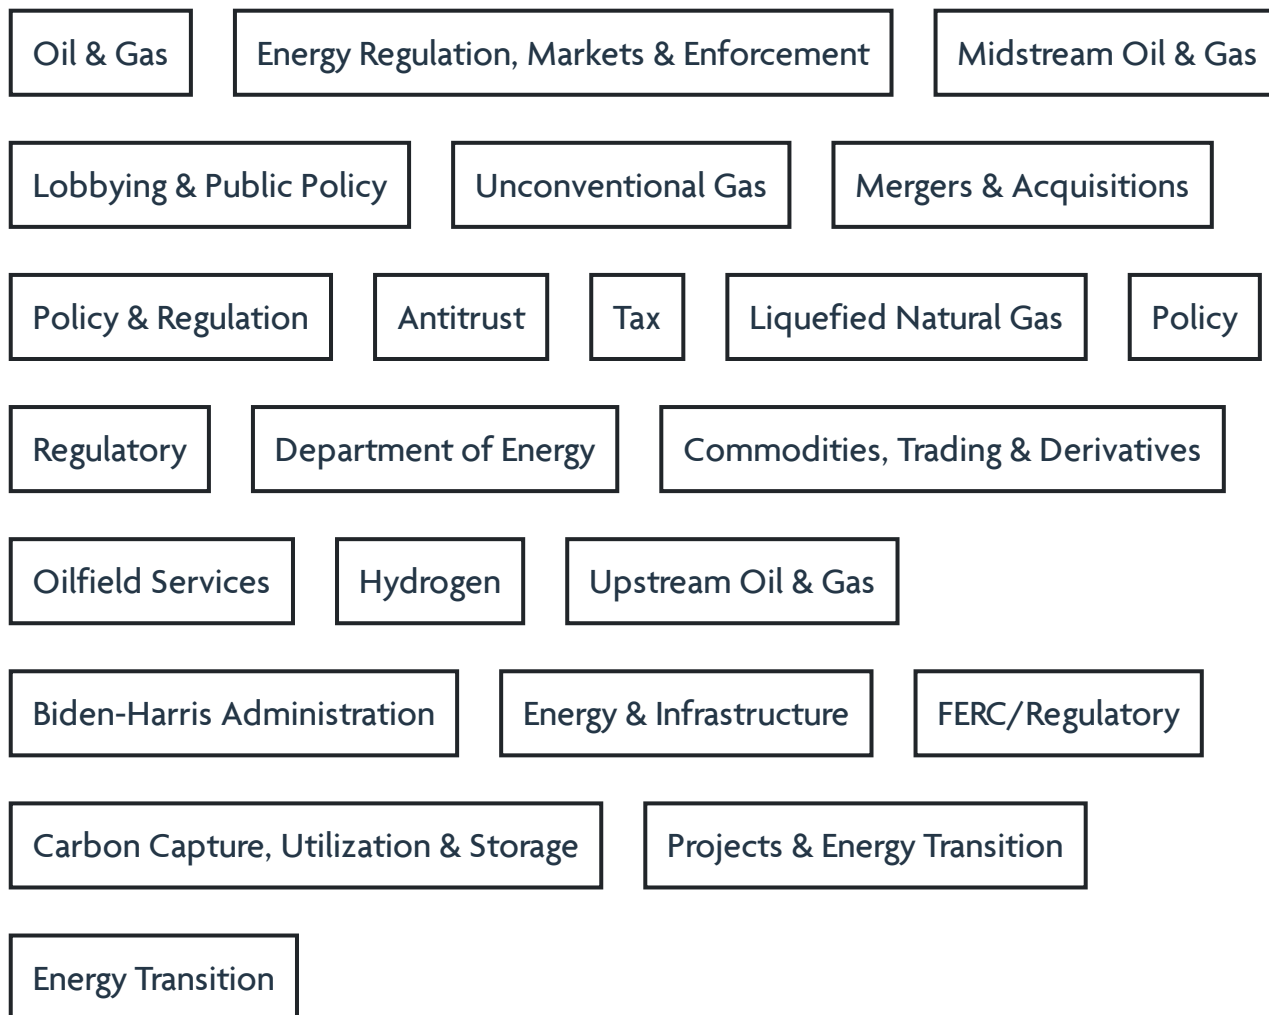 Oil & Gas Energy Regulation, Markets & Enforcement Midstream Oil & Gas
Lobbying & Public Policy Unconventional Gas Mergers & Acquisitions
Policy & Regulation Antitrust Tax Liquefied Natural Gas Policy
Regulatory Department of Energy Commodities, Trading & Derivatives
Oilfield Services Hydrogen Upstream Oil & Gas
Biden-Harris Administration Energy & Infrastructure FERC/Regulatory
Carbon Capture, Utilization & Storage Projects & Energy Transition
Energy Transition